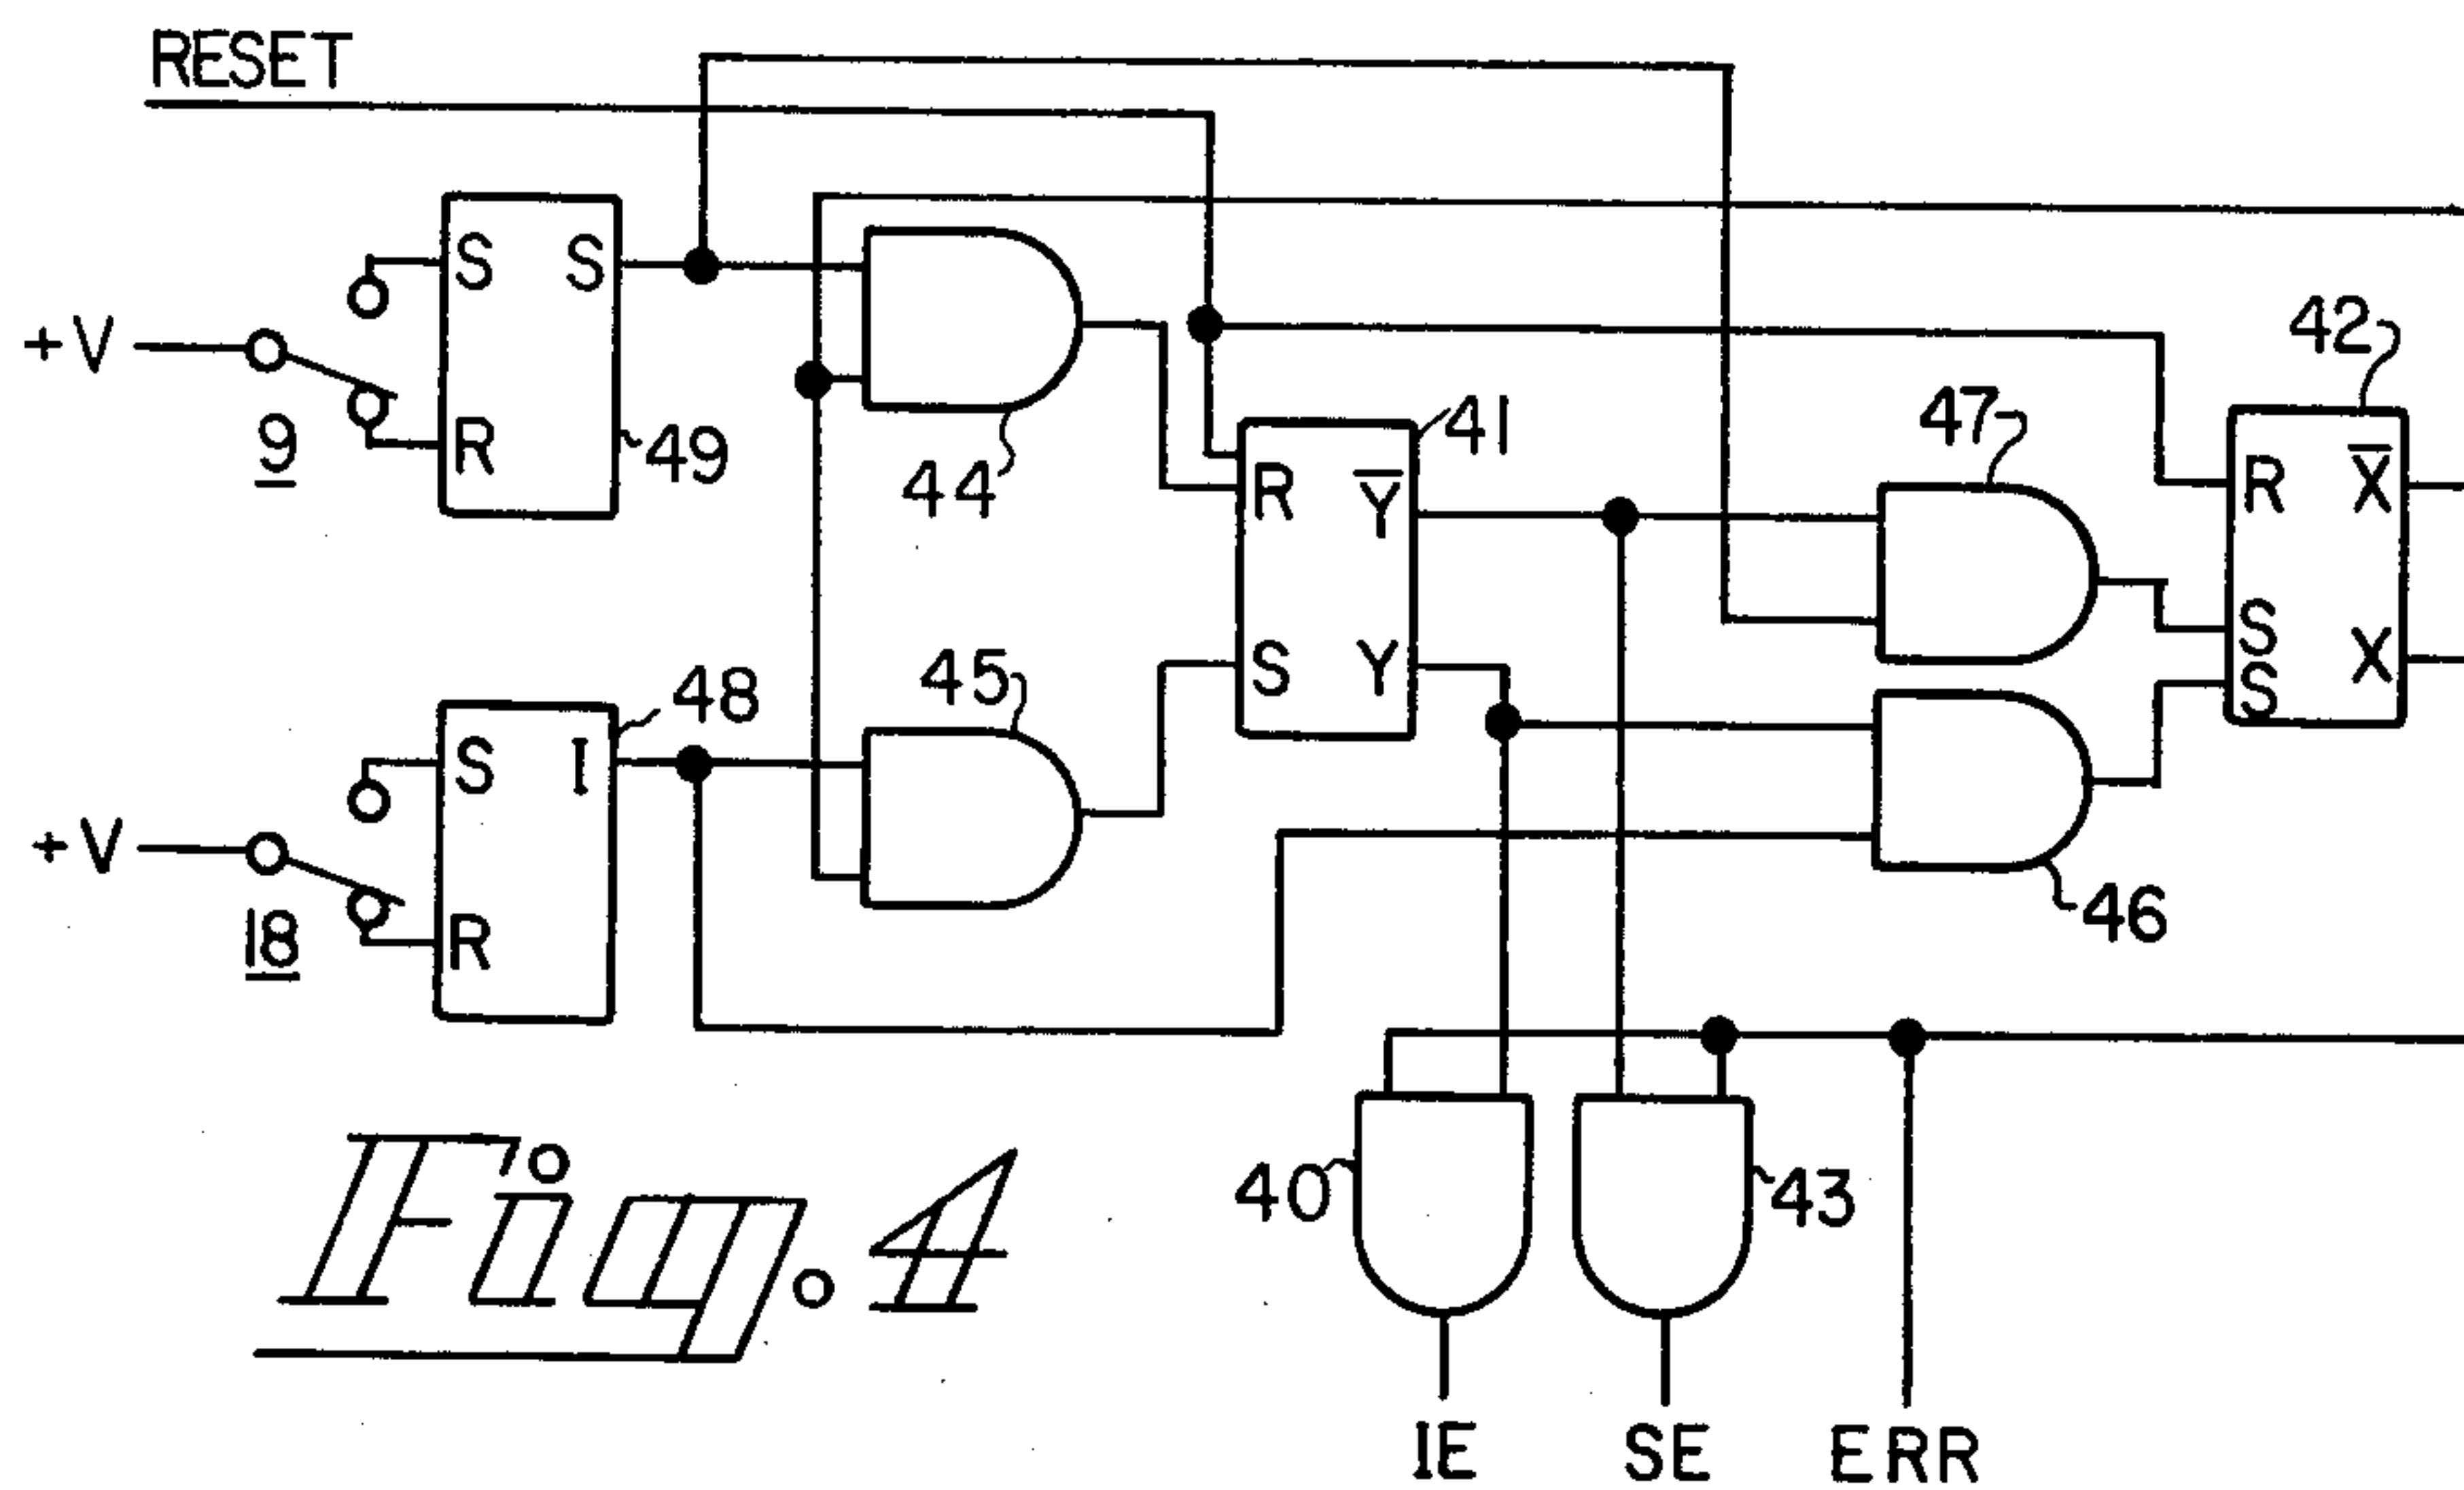 RESET
+V
9
S S
R
49
44
41
R Y̅
S Y
42
47
R X̅
S
S X
45
48
+V
18
S I
R
46
40
43
Fig. 4
IE SE ERR